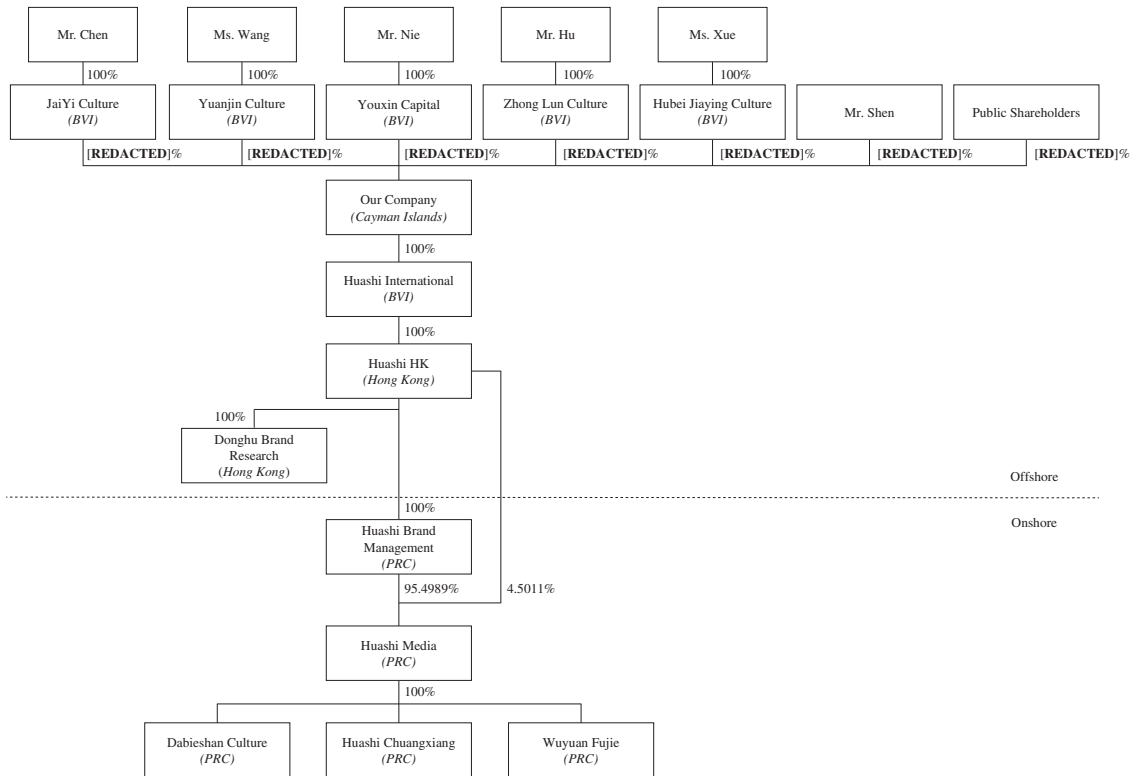 Mr. Chen
Ms. Wang
Mr. Nie
Mr. Hu
Ms. Xue
100%
100%
100%
100%
100%
JaiYi Culture
(BVI)
Yuanjin Culture
(BVI)
Youxin Capital
(BVI)
Zhong Lun Culture
(BVI)
Hubei Jiaying Culture
(BVI)
Mr. Shen
Public Shareholders
[REDACTED]%
[REDACTED]%
[REDACTED]%
[REDACTED]%
[REDACTED]%
[REDACTED]%
[REDACTED]%
Our Company
(Cayman Islands)
100%
Huashi International
(BVI)
100%
Huashi HK
(Hong Kong)
100%
Donghu Brand
Research
(Hong Kong)
Offshore
Onshore
100%
Huashi Brand
Management
(PRC)
95.4989%
4.5011%
Huashi Media
(PRC)
100%
Dabieshan Culture
(PRC)
Huashi Chuangxiang
(PRC)
Wuyuan Fujie
(PRC)